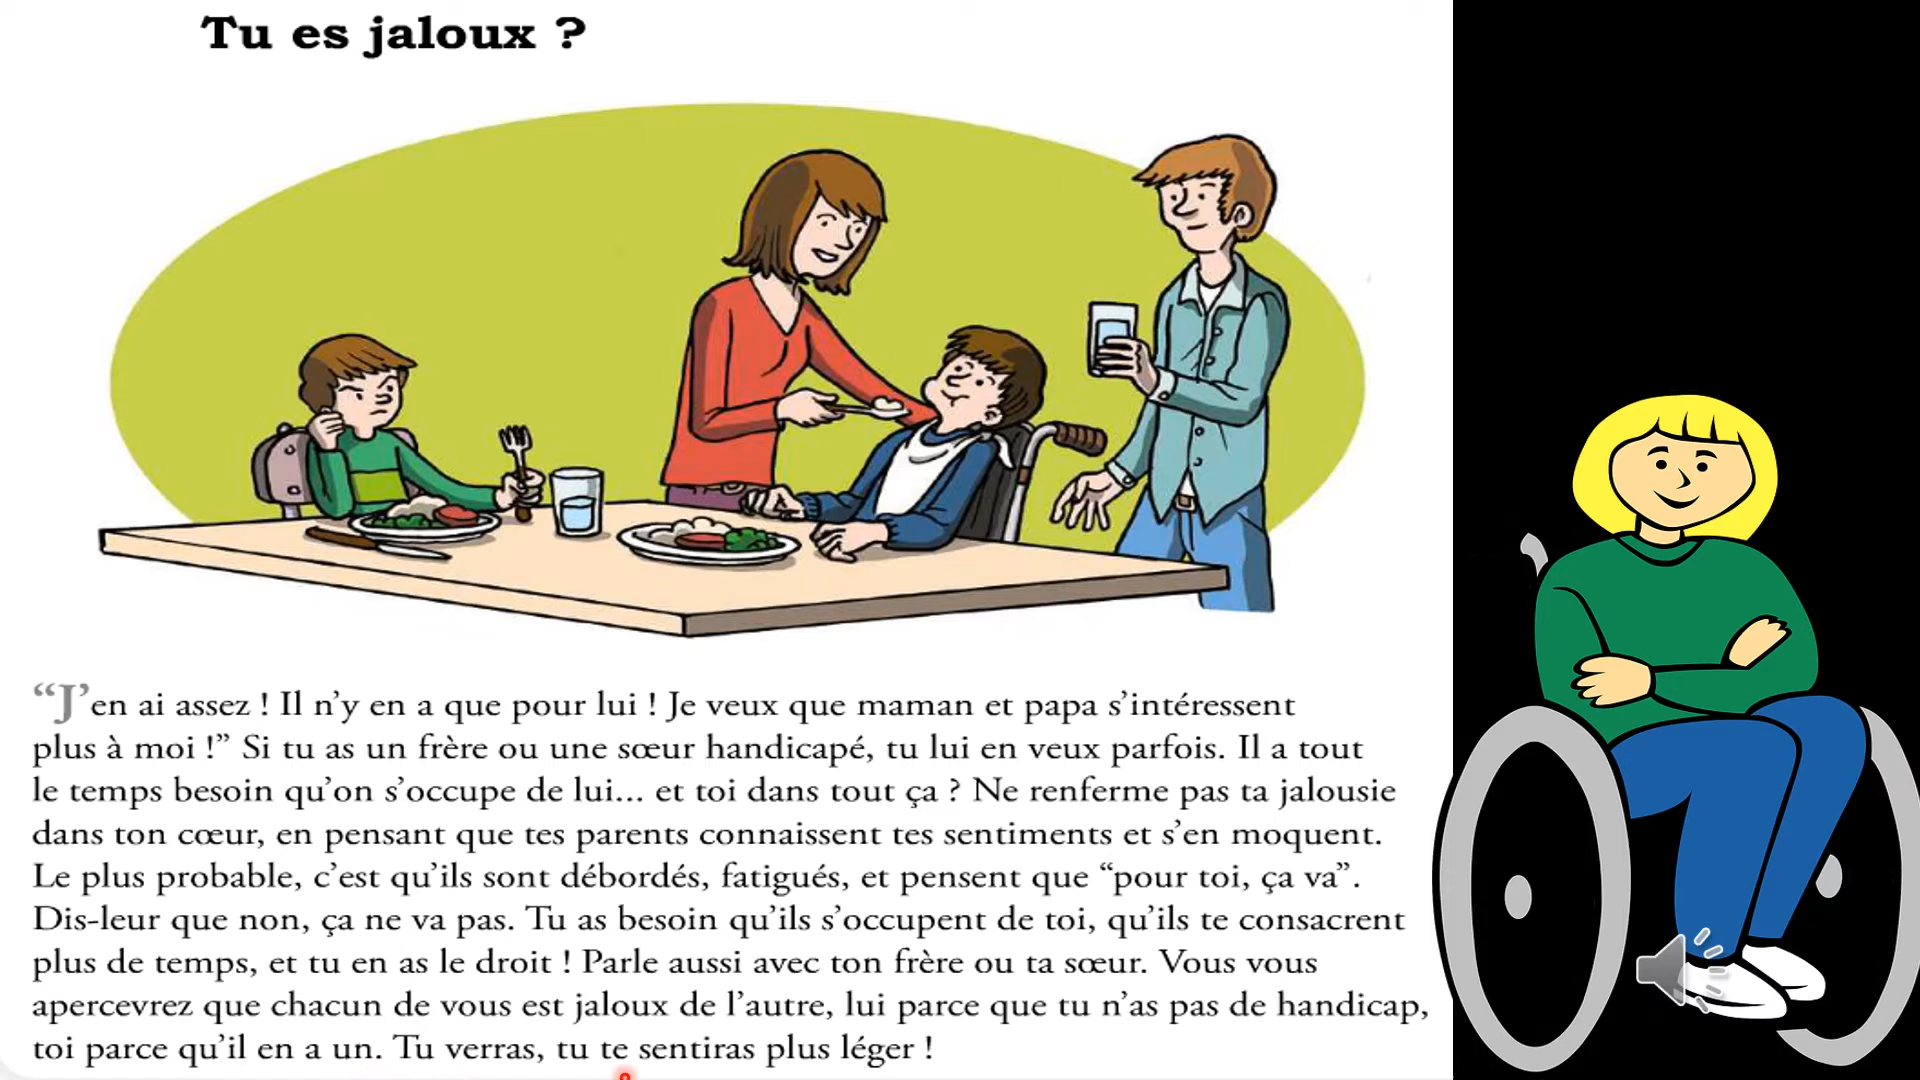 Tu es jaloux ?
“J’en ai assez ! Il n’y en a que pour lui ! Je veux que maman et papa s’intéressent
plus à moi !” Si tu as un frère ou une sœur handicapé, tu lui en veux parfois. Il a tout
le temps besoin qu’on s’occupe de lui... et toi dans tout ça ? Ne renferme pas ta jalousie
dans ton cœur, en pensant que tes parents connaissent tes sentiments et s’en moquent.
Le plus probable, c’est qu’ils sont débordés, fatigués, et pensent que “pour toi, ça va”.
Dis-leur que non, ça ne va pas. Tu as besoin qu’ils s’occupent de toi, qu’ils te consacrent
plus de temps, et tu en as le droit ! Parle aussi avec ton frère ou ta sœur. Vous vous
apercevrez que chacun de vous est jaloux de l’autre, lui parce que tu n’as pas de handicap,
toi parce qu’il en a un. Tu verras, tu te sentiras plus léger !